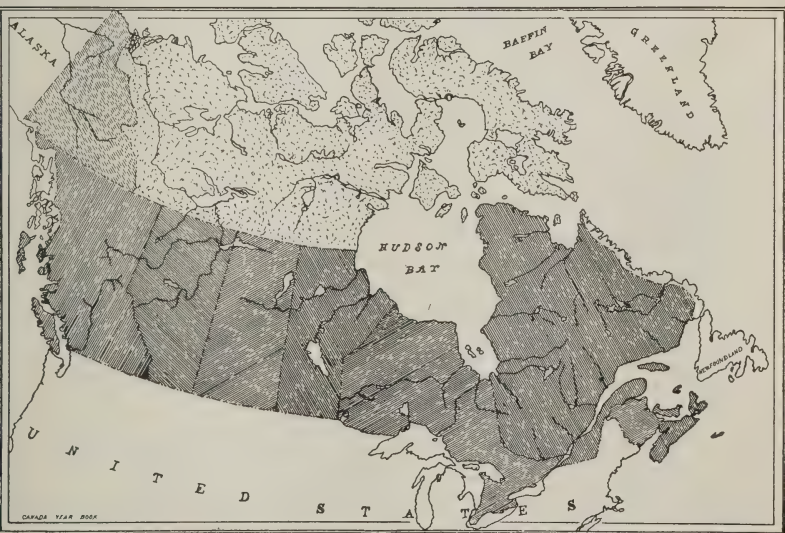 ALASKA
BAFFIN
BAY
GREENLAND
HUDSON
BAY
NEWFOUNDLAND
UNITED STATES
CANADA YEAR BOOK